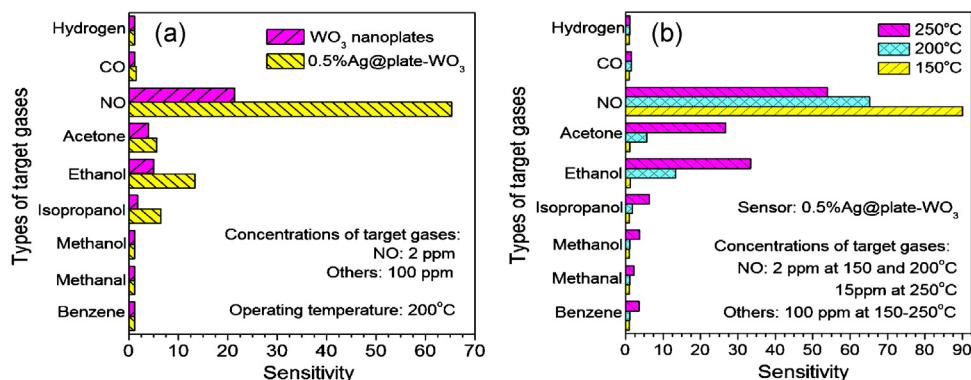 (a)
WO₃ nanoplates
0.5%Ag@plate-WO₃
Types of target gases
Hydrogen
CO
NO
Acetone
Ethanol
Isopropanol
Methanol
Methanal
Benzene
Concentrations of target gases:
NO: 2 ppm
Others: 100 ppm
Operating temperature: 200°C
0 10 20 30 40 50 60 70
Sensitivity
(b)
250°C
200°C
150°C
Types of target gases
Hydrogen
CO
NO
Acetone
Ethanol
Isopropanol
Methanol
Methanal
Benzene
Sensor: 0.5%Ag@plate-WO₃
Concentrations of target gases:
NO: 2 ppm at 150 and 200°C
15ppm at 250°C
Others: 100 ppm at 150-250°C
0 10 20 30 40 50 60 70 80 90
Sensitivity